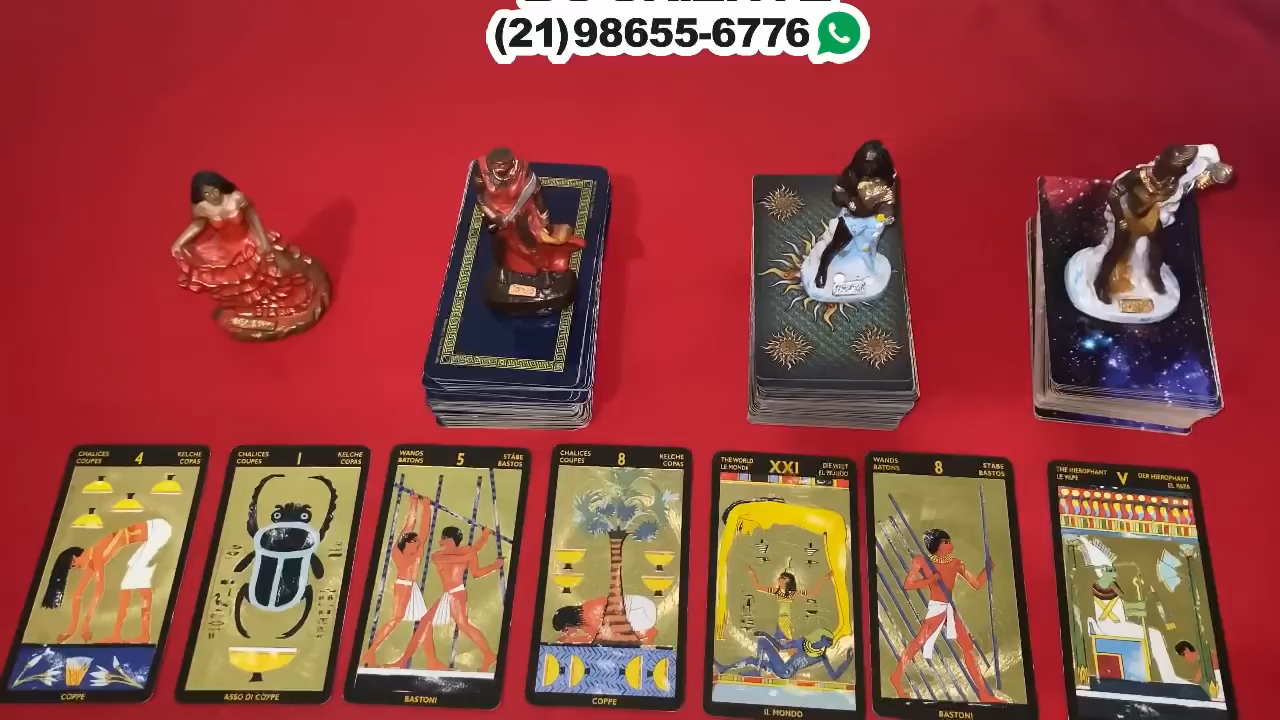 (21)98655-6776
CHALICES
COUPES
4
KELCHE
COPAS
COPPE
CHALICES
COUPES
1
KELCHE
COPAS
ASSO DI COPPE
WANDS
BATONS
5
STÄBE
BASTOS
BASTONI
CHALICES
COUPES
8
KELCHE
COPAS
COPPE
THE WORLD
LE MONDE
XXI
DIE WELT
EL MUNDO
IL MONDO
WANDS
BATONS
8
STÄBE
BASTOS
BASTONI
THE HIEROPHANT
LE PAPE
V
DER HIEROPHANT
EL PAPA